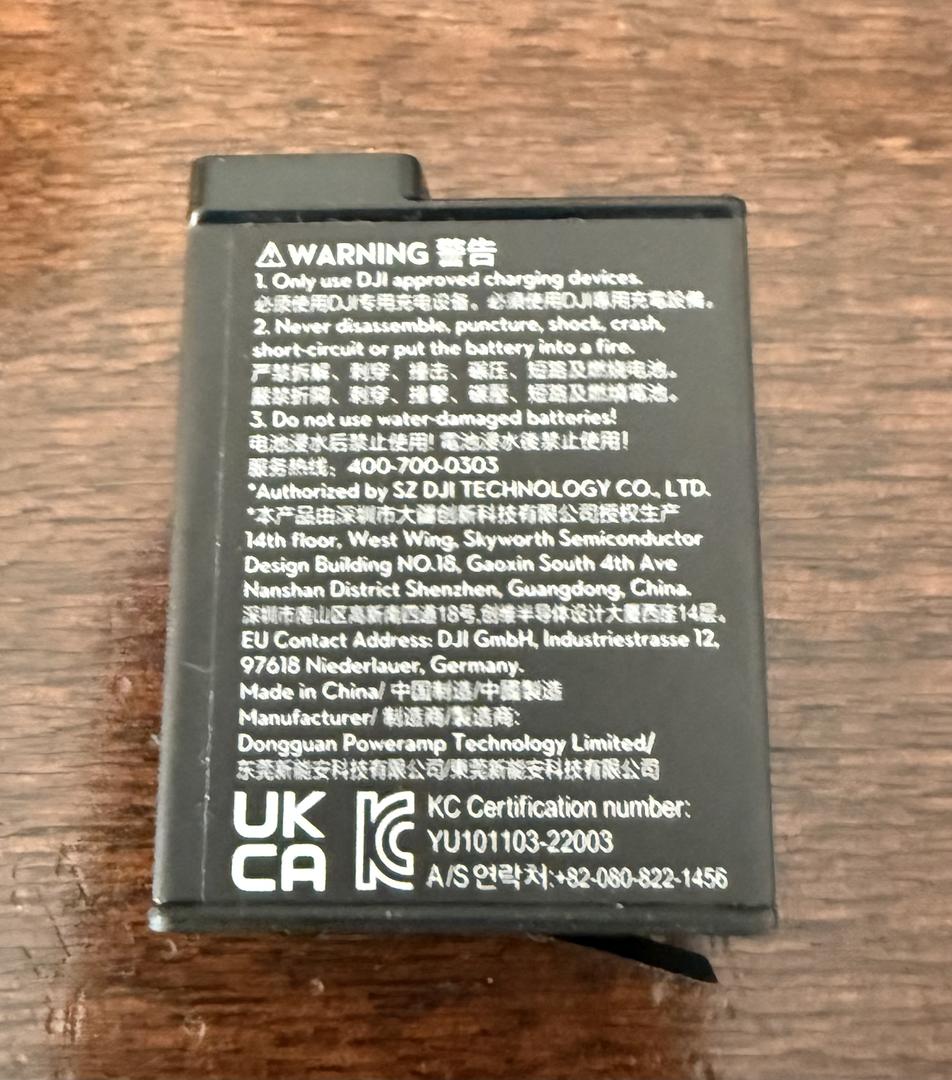 ⚠WARNING 警告
1. Only use DJI approved charging devices.
必须使用DJI专用充电设备。必須使用DJI專用充電設備。
2. Never disassemble, puncture, shock, crash,
short-circuit or put the battery into a fire.
严禁拆解、刺穿、撞击、碾压、短路及燃烧电池。
嚴禁拆開、刺穿、撞擊、碾壓、短路及燃燒電池。
3. Do not use water-damaged batteries!
电池浸水后禁止使用! 電池浸水後禁止使用!
服务热线: 400-700-0303
*Authorized by SZ DJI TECHNOLOGY CO., LTD.
*本产品由深圳市大疆创新科技有限公司授权生产
14th floor, West Wing, Skyworth Semiconductor
Design Building NO.18, Gaoxin South 4th Ave
Nanshan District Shenzhen, Guangdong, China.
深圳市南山区高新南四道18号,创维半导体设计大厦西座14层。
EU Contact Address: DJI GmbH, Industriestrasse 12,
97618 Niederlauer, Germany.
Made in China/ 中国制造/中國製造
Manufacturer/ 制造商/製造商:
Dongguan Poweramp Technology Limited/
东莞新能安科技有限公司/東莞新能安科技有限公司
UK
CA
KC Certification number:
YU101103-22003
A/S연락처:+82-080-822-1456